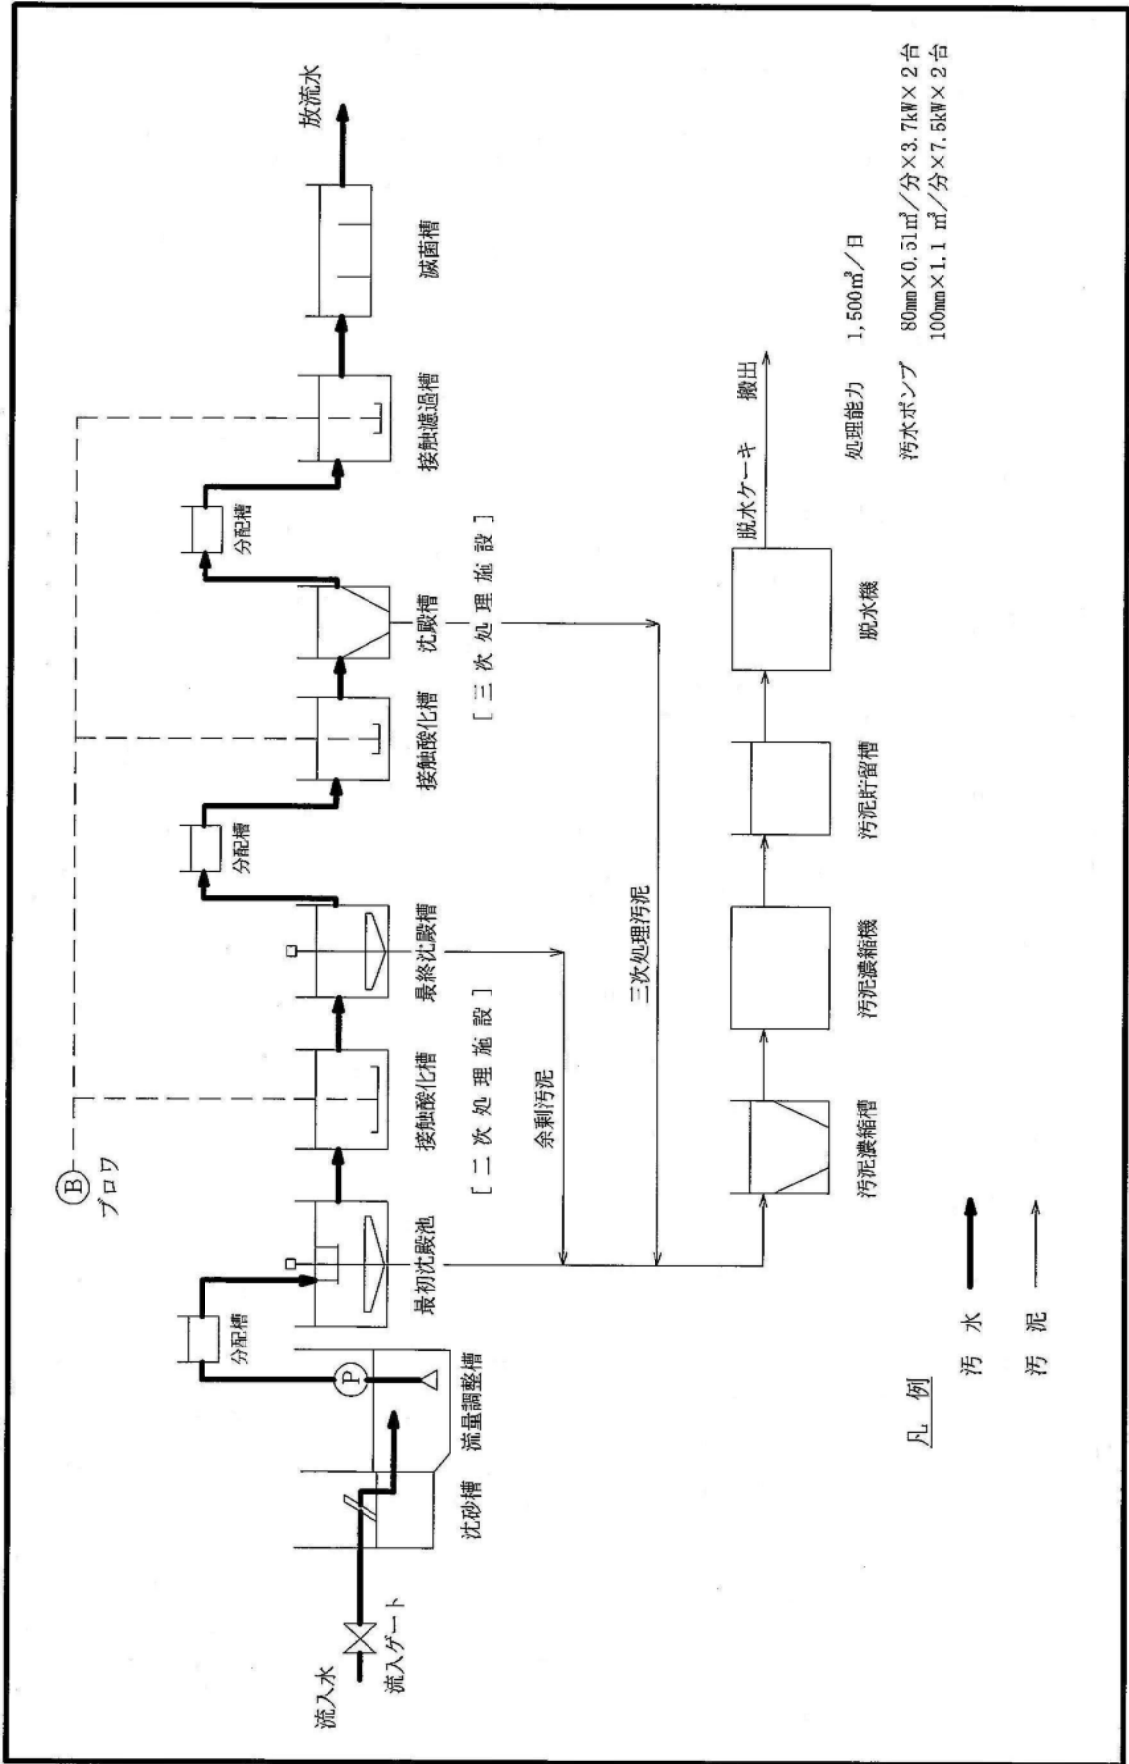 Ⓑ
ブロワ
流入水
流入ゲート
沈砂槽
流量調整槽
P
分配槽
最初沈殿池
接触酸化槽
最終沈殿槽
[二次処理施設]
分配槽
接触酸化槽
沈殿槽
[三次処理施設]
分配槽
接触濾過槽
滅菌槽
放流水
余剰汚泥
三次処理汚泥
汚泥濃縮槽
汚泥濃縮機
汚泥貯留槽
脱水機
脱水ケーキ 搬出
処理能力 1,500㎥/日
汚水ポンプ 80mm×0.51㎥/分×3.7kW×2台
100mm×1.1 ㎥/分×7.5kW×2台
凡例
汚水
汚泥